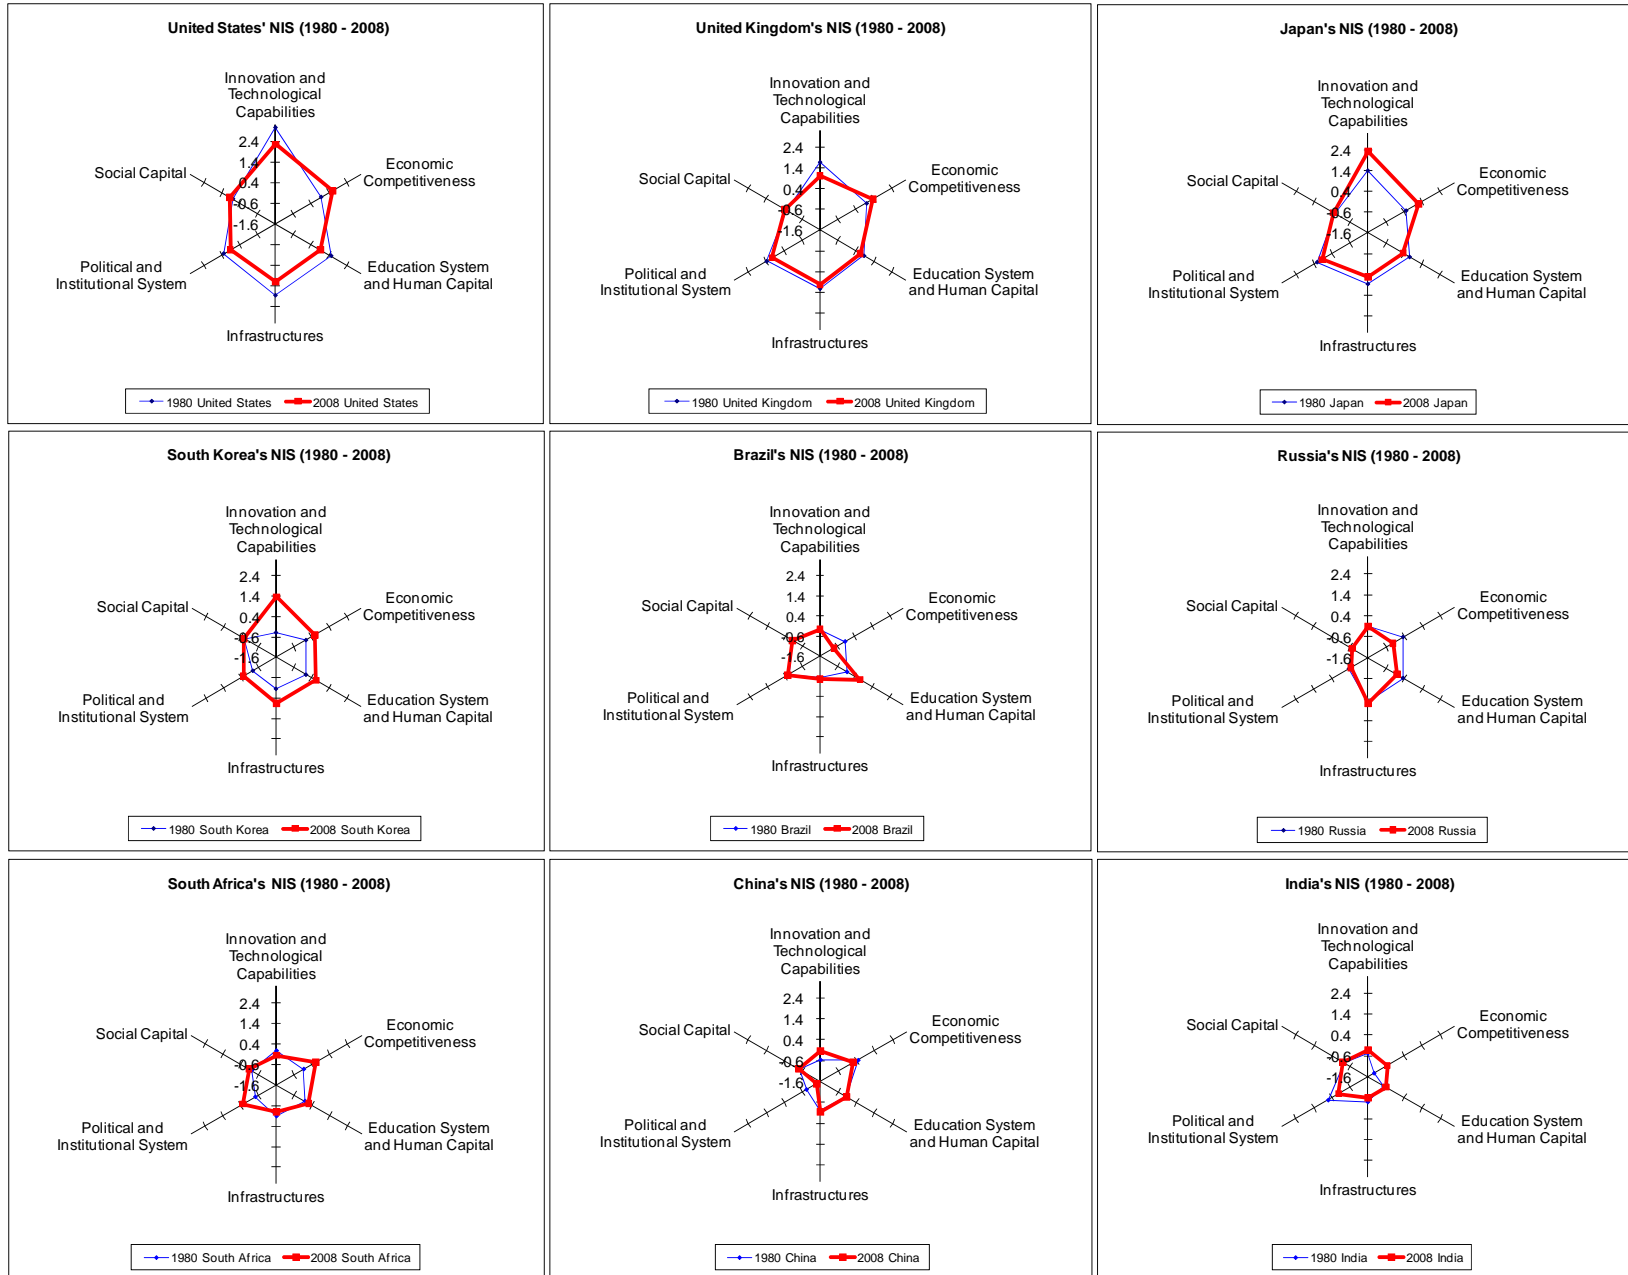 United States' NIS (1980 - 2008)
Innovation and
Technological
Capabilities
2.4
1.4
0.4
-0.6
-1.6
Economic
Competitiveness
Education System
and Human Capital
Infrastructures
Political and
Institutional System
Social Capital
1980 United States
2008 United States
United Kingdom's NIS (1980 - 2008)
Innovation and
Technological
Capabilities
2.4
1.4
0.4
-0.6
-1.6
Economic
Competitiveness
Education System
and Human Capital
Infrastructures
Political and
Institutional System
Social Capital
1980 United Kingdom
2008 United Kingdom
Japan's NIS (1980 - 2008)
Innovation and
Technological
Capabilities
2.4
1.4
0.4
-0.6
-1.6
Economic
Competitiveness
Education System
and Human Capital
Infrastructures
Political and
Institutional System
Social Capital
1980 Japan
2008 Japan
South Korea's NIS (1980 - 2008)
Innovation and
Technological
Capabilities
2.4
1.4
0.4
-0.6
-1.6
Economic
Competitiveness
Education System
and Human Capital
Infrastructures
Political and
Institutional System
Social Capital
1980 South Korea
2008 South Korea
Brazil's NIS (1980 - 2008)
Innovation and
Technological
Capabilities
2.4
1.4
0.4
-0.6
-1.6
Economic
Competitiveness
Education System
and Human Capital
Infrastructures
Political and
Institutional System
Social Capital
1980 Brazil
2008 Brazil
Russia's NIS (1980 - 2008)
Innovation and
Technological
Capabilities
2.4
1.4
0.4
-0.6
-1.6
Economic
Competitiveness
Education System
and Human Capital
Infrastructures
Political and
Institutional System
Social Capital
1980 Russia
2008 Russia
South Africa's NIS (1980 - 2008)
Innovation and
Technological
Capabilities
2.4
1.4
0.4
-0.6
-1.6
Economic
Competitiveness
Education System
and Human Capital
Infrastructures
Political and
Institutional System
Social Capital
1980 South Africa
2008 South Africa
China's NIS (1980 - 2008)
Innovation and
Technological
Capabilities
2.4
1.4
0.4
-0.6
-1.6
Economic
Competitiveness
Education System
and Human Capital
Infrastructures
Political and
Institutional System
Social Capital
1980 China
2008 China
India's NIS (1980 - 2008)
Innovation and
Technological
Capabilities
2.4
1.4
0.4
-0.6
-1.6
Economic
Competitiveness
Education System
and Human Capital
Infrastructures
Political and
Institutional System
Social Capital
1980 India
2008 India